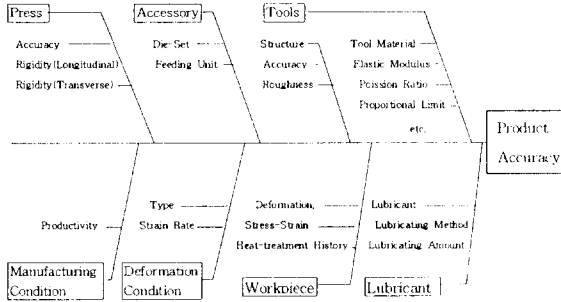 Press
Accuracy
Rigidity(Longitudinal)
Rigidity(Transverse)
Accessory
Die-Set
Feeding Unit
Tools
Structure
Accuracy
Roughness
Tool Material
Elastic Modulus
Poission Ratio
Proportional Limit
etc.
Product
Accuracy
Productivity
Manufacturing
Condition
Type
Strain Rate
Deformation
Condition
Deformation,
Stress-Strain
Heat-treatment History
Workpiece
Lubricant
Lubricating Method
Lubricating Amount
Lubricant